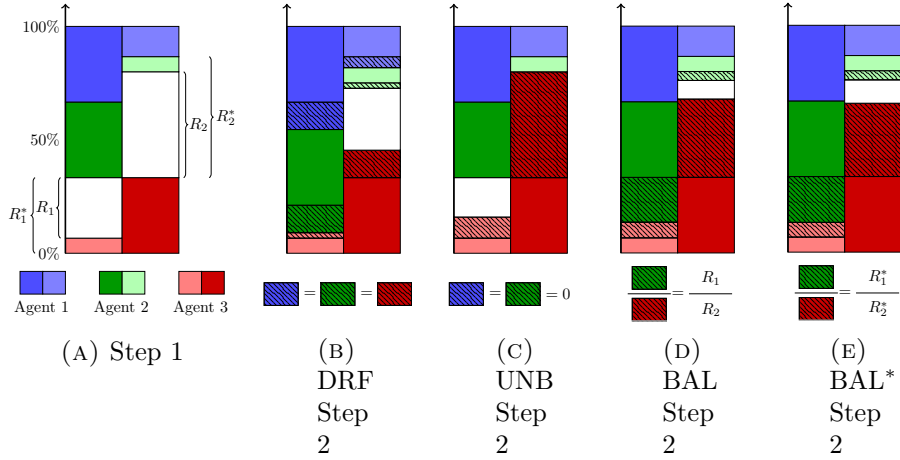 100%
50%
0%
R₁*
R₁
R₂
R₂*
Agent 1 Agent 2 Agent 3
= =
= = 0
= R₁ / R₂
= R₁* / R₂*
(A) Step 1
(B)
DRF
Step
2
(C)
UNB
Step
2
(D)
BAL
Step
2
(E)
BAL*
Step
2